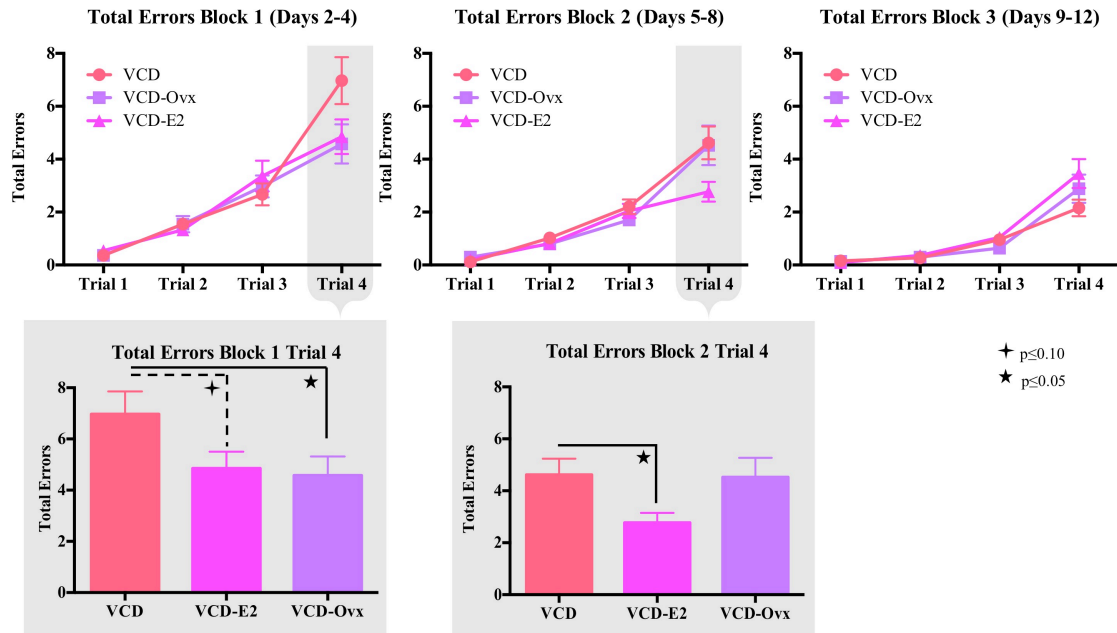 Total Errors Block 1 (Days 2-4)
8
6
4
2
0
Total Errors
VCD
VCD-Ovx
VCD-E2
Trial 1
Trial 2
Trial 3
Trial 4
Total Errors Block 2 (Days 5-8)
8
6
4
2
0
Total Errors
VCD
VCD-Ovx
VCD-E2
Trial 1
Trial 2
Trial 3
Trial 4
Total Errors Block 3 (Days 9-12)
8
6
4
2
0
Total Errors
VCD
VCD-Ovx
VCD-E2
Trial 1
Trial 2
Trial 3
Trial 4
Total Errors Block 1 Trial 4
8
6
4
2
0
Total Errors
VCD
VCD-E2
VCD-Ovx
Total Errors Block 2 Trial 4
8
6
4
2
0
Total Errors
VCD
VCD-E2
VCD-Ovx
p≤0.10
p≤0.05